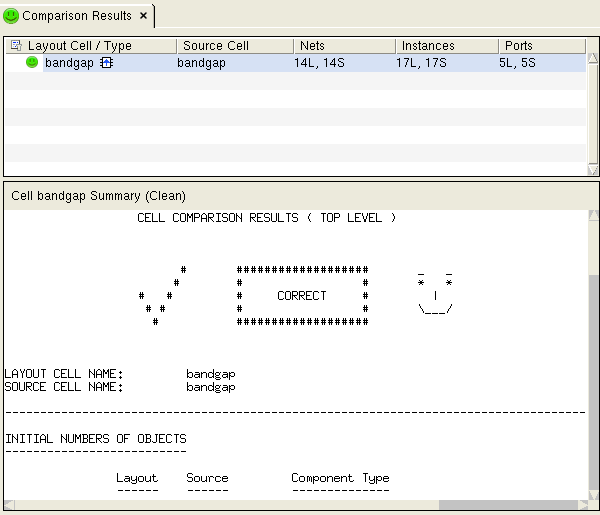 Comparison Results ×
Layout Cell / Type Source Cell Nets Instances Ports
bandgap bandgap 14L, 14S 17L, 17S 5L, 5S
Cell bandgap Summary (Clean)
CELL COMPARISON RESULTS ( TOP LEVEL )
# ################### _ _
# # # * *
# # # CORRECT # |
# # # # \___/
# ###################
LAYOUT CELL NAME: bandgap
SOURCE CELL NAME: bandgap
--------------------------------------------------------------------------------
INITIAL NUMBERS OF OBJECTS
--------------------------
Layout Source Component Type
------ ------ --------------